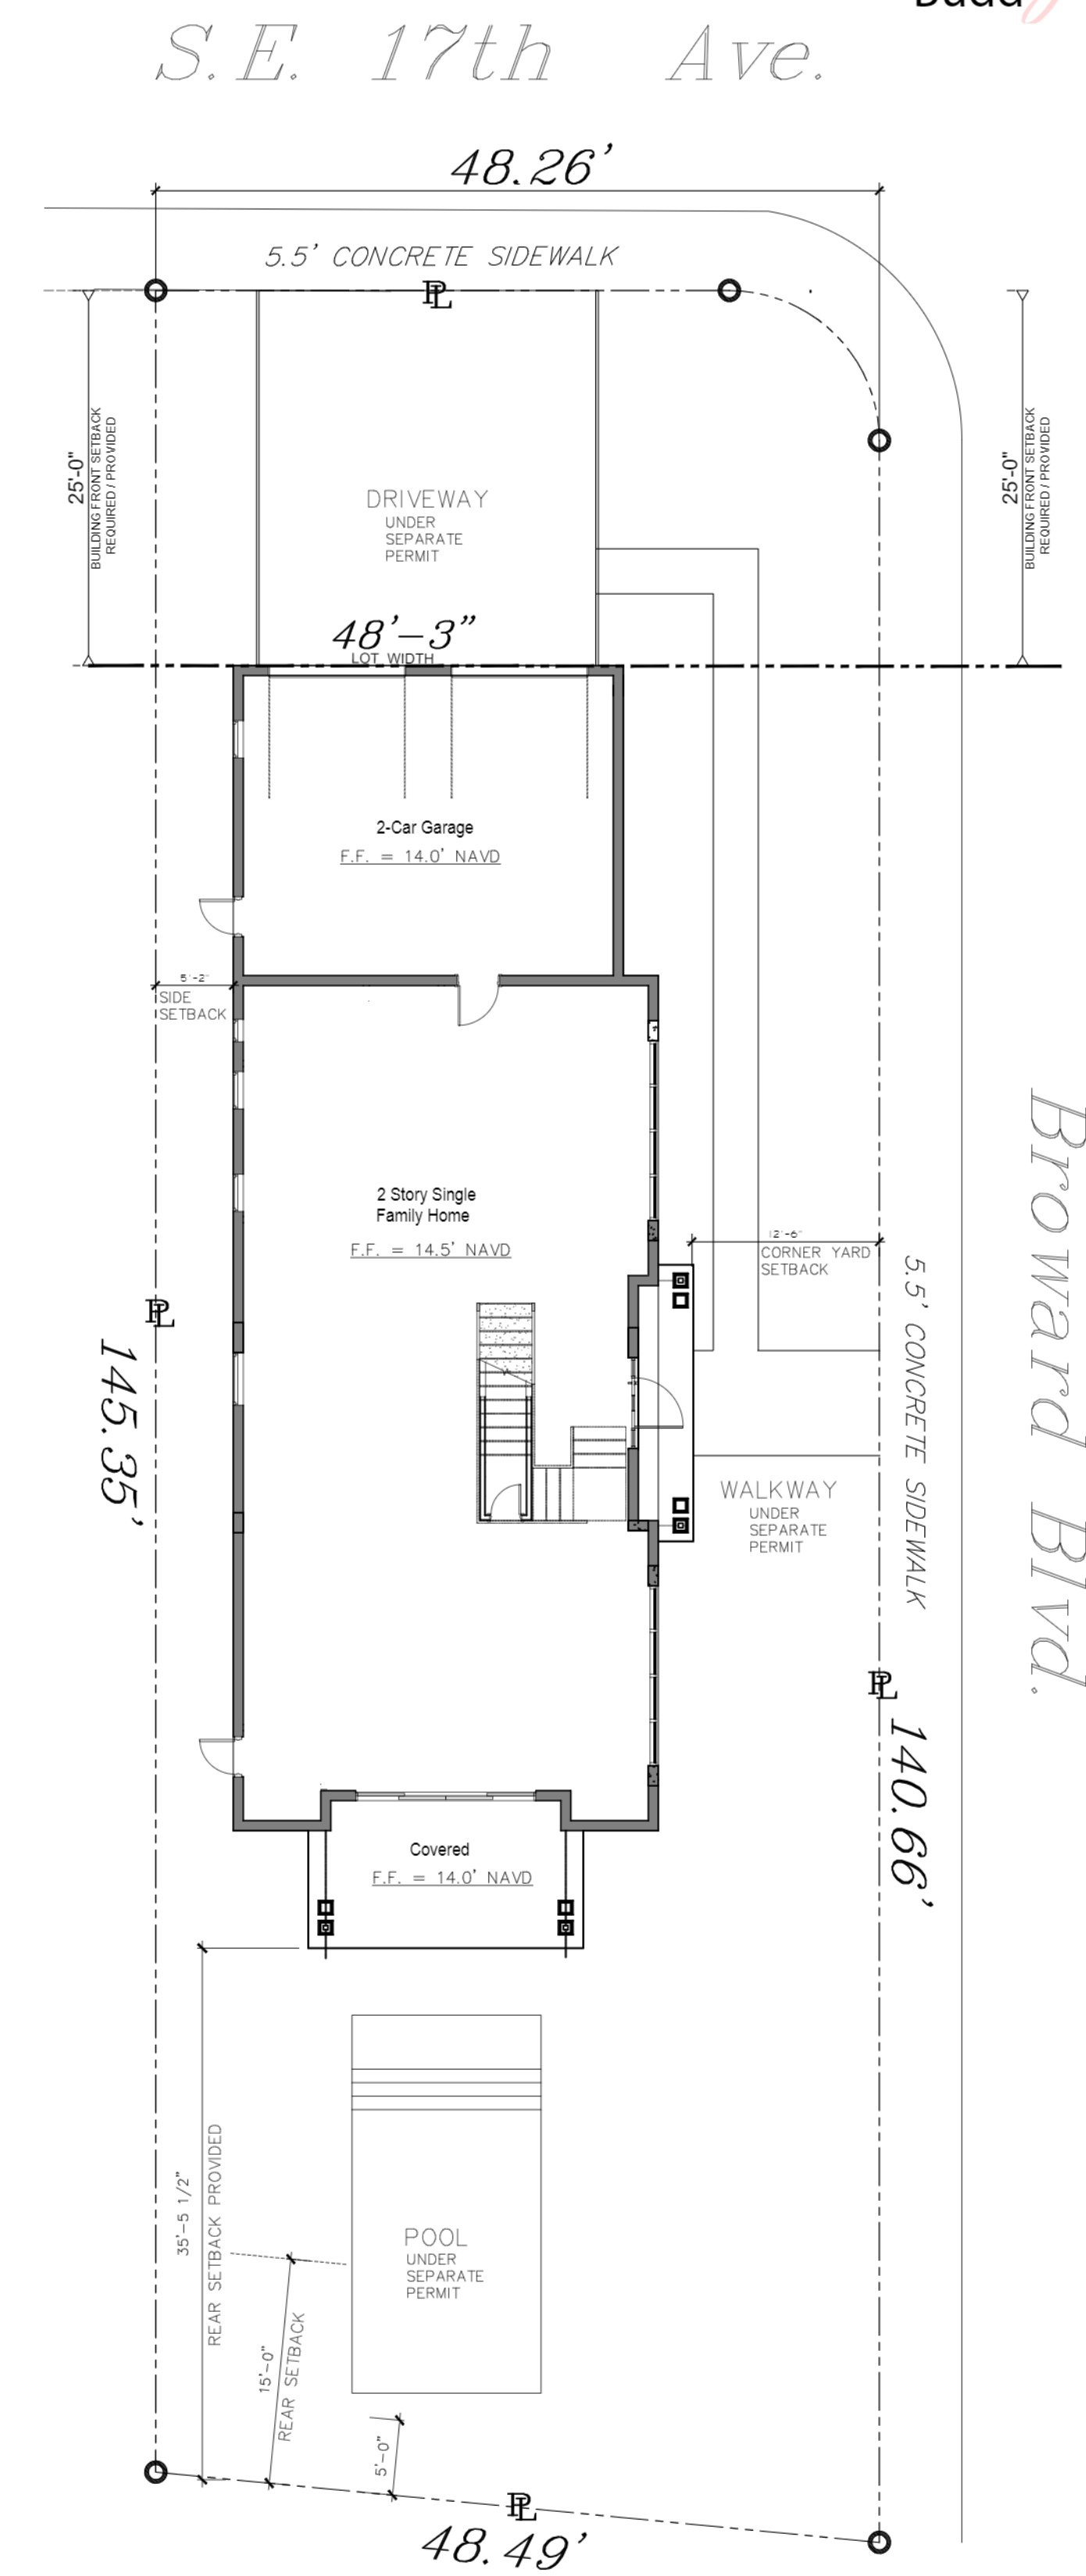 S.E. 17th Ave.
48.26'
5.5' CONCRETE SIDEWALK
PL
25'-0"
BUILDING FRONT SETBACK
REQUIRED / PROVIDED
25'-0"
BUILDING FRONT SETBACK
REQUIRED / PROVIDED
DRIVEWAY
UNDER
SEPARATE
PERMIT
48'-3"
LOT WIDTH
2-Car Garage
F.F. = 14.0' NAVD
5'-2"
SIDE
SETBACK
2 Story Single
Family Home
F.F. = 14.5' NAVD
12'-6"
CORNER YARD
SETBACK
5.5' CONCRETE SIDEWALK
Broward Blvd.
PL
145.35'
WALKWAY
UNDER
SEPARATE
PERMIT
PL
140.66'
Covered
F.F. = 14.0' NAVD
35'-5 1/2"
REAR SETBACK PROVIDED
15'-0"
REAR SETBACK
POOL
UNDER
SEPARATE
PERMIT
5'-0"
PL
48.49'